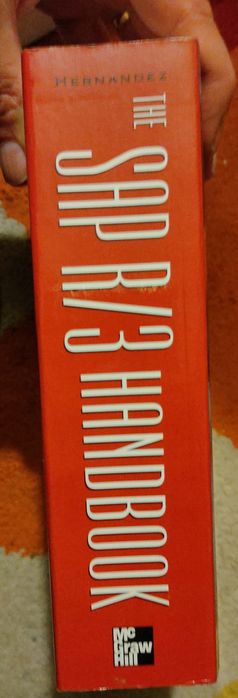 HERNANDEZ
THE
SAP R/3 HANDBOOK
Mc
Graw
Hill